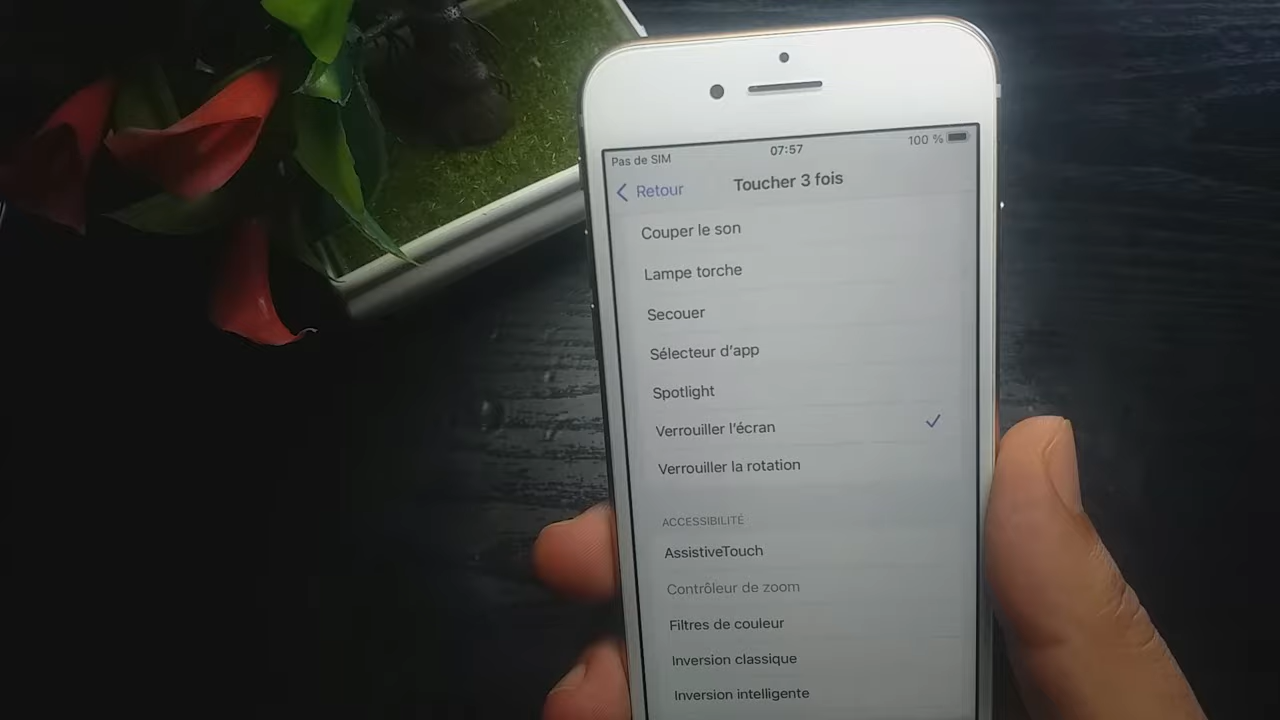 Pas de SIM 07:57 100 %
Retour Toucher 3 fois
Couper le son
Lampe torche
Secouer
Sélecteur d’app
Spotlight
Verrouiller l’écran
Verrouiller la rotation
ACCESSIBILITÉ
AssistiveTouch
Contrôleur de zoom
Filtres de couleur
Inversion classique
Inversion intelligente